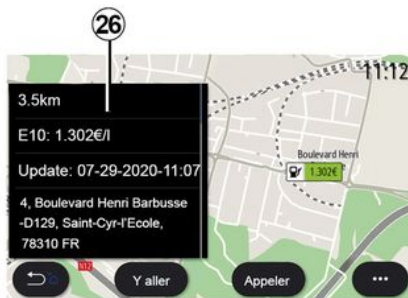 26
11:12
3.5km
E10: 1.302€/l
Update: 07-29-2020-11:07
4, Boulevard Henri Barbusse
-D129, Saint-Cyr-l'Ecole,
78310 FR
Boulevard Henri
1.302€
N12
Y aller
Appeler